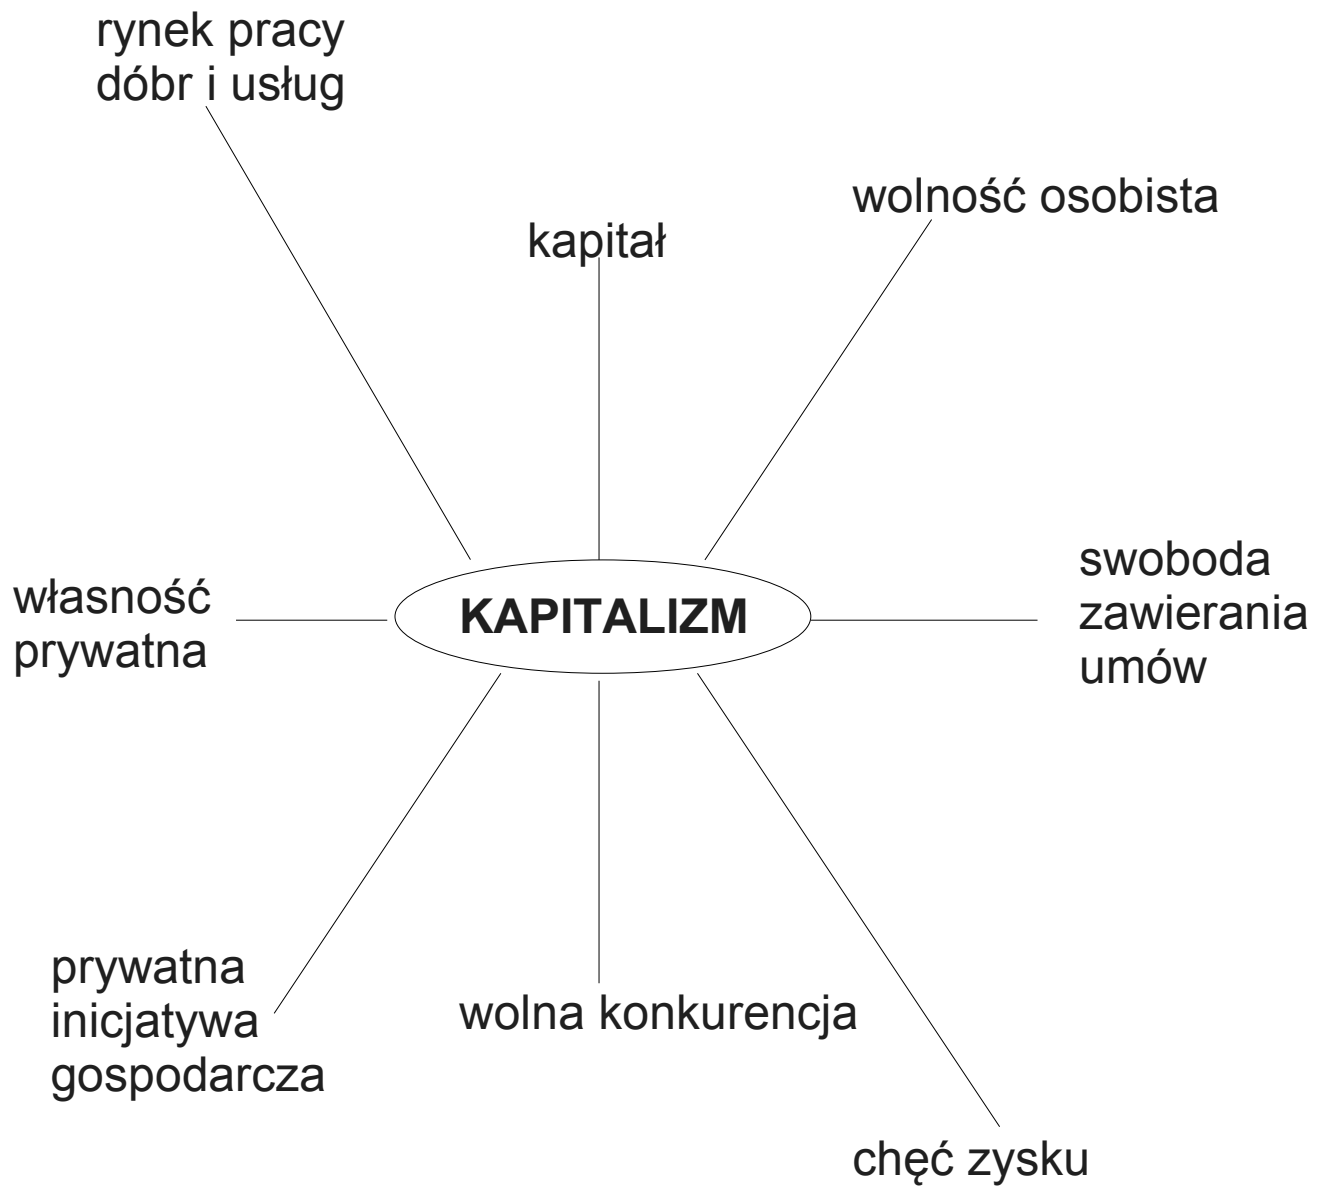 rynek pracy
dóbr i usług
kapitał
wolność osobista
własność
prywatna
KAPITALIZM
swoboda
zawierania
umów
prywatna
inicjatywa
gospodarcza
wolna konkurencja
chęć zysku